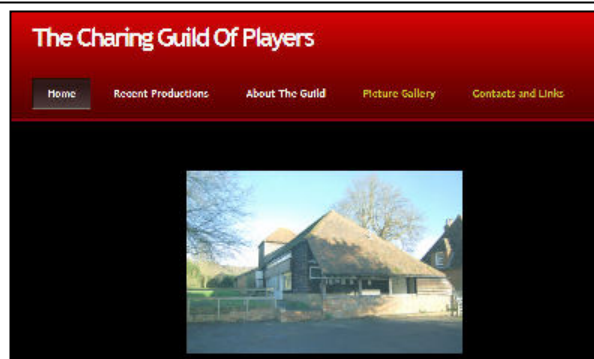 The Charing Guild Of Players
Home Recent Productions About The Guild Picture Gallery Contacts and Links